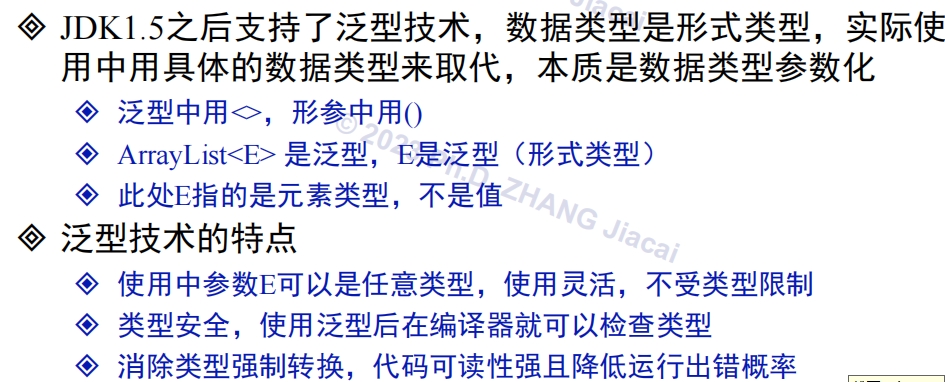 JDK1.5之后支持了泛型技术，数据类型是形式类型，实际使
用中用具体的数据类型来取代，本质是数据类型参数化
泛型中用<>，形参中用()
ArrayList<E> 是泛型，E是泛型（形式类型）
此处E指的是元素类型，不是值
泛型技术的特点
使用中参数E可以是任意类型，使用灵活，不受类型限制
类型安全，使用泛型后在编译器就可以检查类型
消除类型强制转换，代码可读性强且降低运行出错概率
Jiacai
ZHANG Jiacai